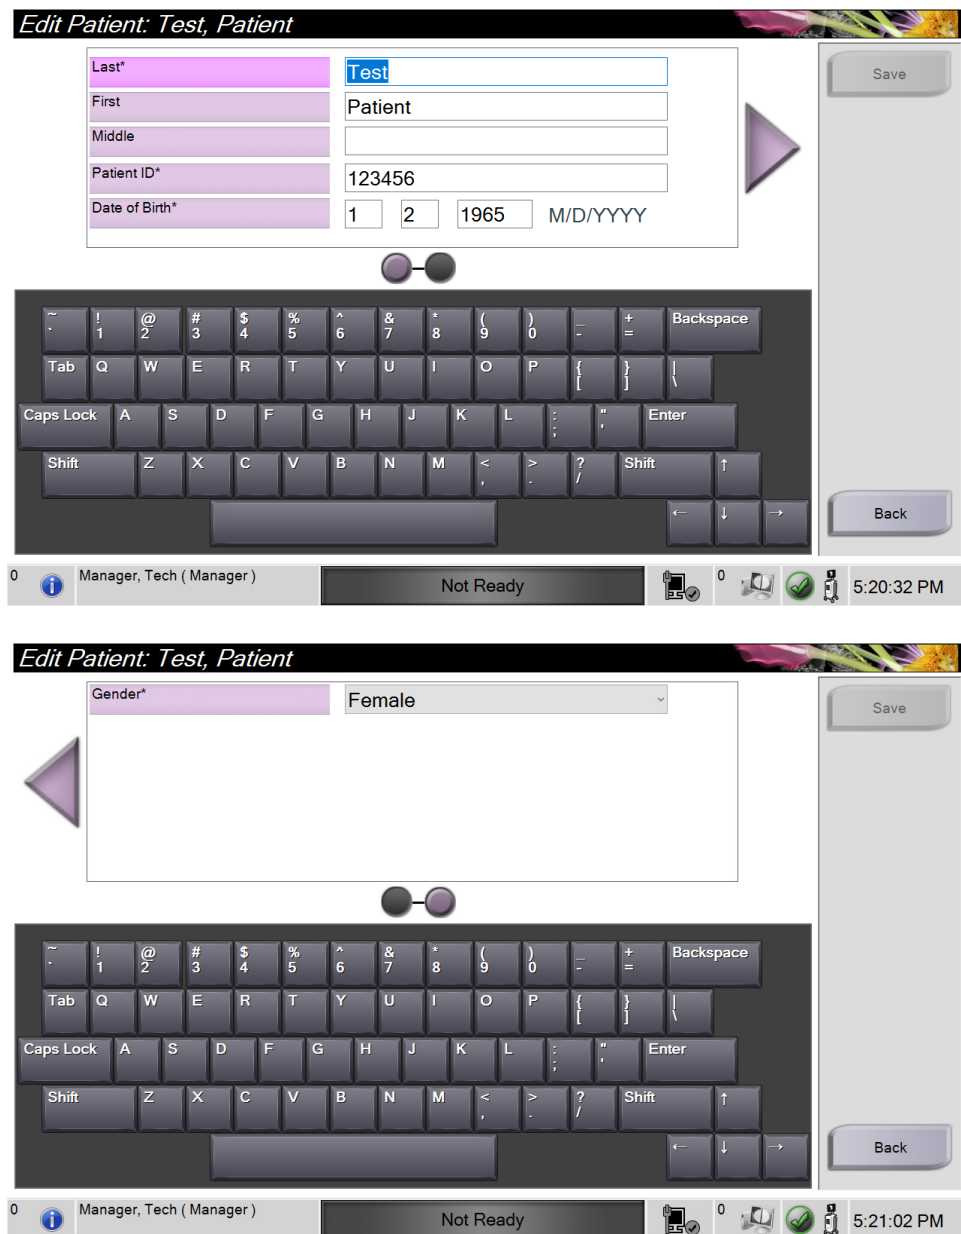 Edit Patient: Test, Patient
Last* Test
Save
First Patient
Middle
Patient ID* 123456
Date of Birth* 1 2 1965 M/D/YYYY
~ ! @ # $ % ^ & * ( ) _ + Backspace
` 1 2 3 4 5 6 7 8 9 0 - =
Tab Q W E R T Y U I O P { } |
[ ] \
Caps Lock A S D F G H J K L : " Enter
; '
Shift Z X C V B N M < > ? Shift ↑
, . /
← ↓ →
Back
0 Manager, Tech ( Manager ) Not Ready 0 5:20:32 PM
Edit Patient: Test, Patient
Gender* Female
Save
~ ! @ # $ % ^ & * ( ) _ + Backspace
` 1 2 3 4 5 6 7 8 9 0 - =
Tab Q W E R T Y U I O P { } |
[ ] \
Caps Lock A S D F G H J K L : " Enter
; '
Shift Z X C V B N M < > ? Shift ↑
, . /
← ↓ →
Back
0 Manager, Tech ( Manager ) Not Ready 0 5:21:02 PM